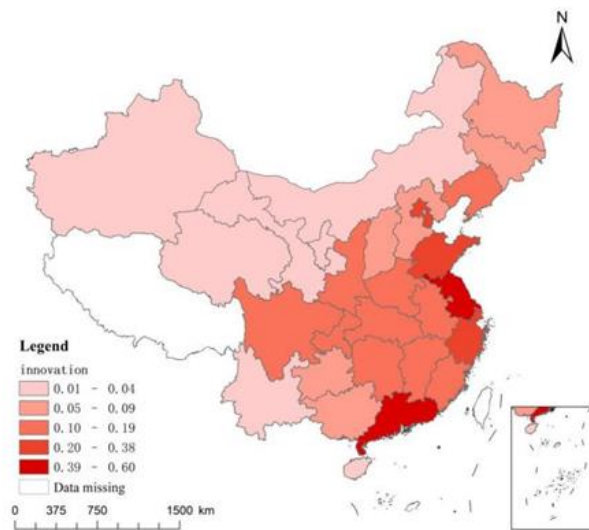 N
Legend
innovation
0.01 - 0.04
0.05 - 0.09
0.10 - 0.19
0.20 - 0.38
0.39 - 0.60
Data missing
0 375 750 1500 km